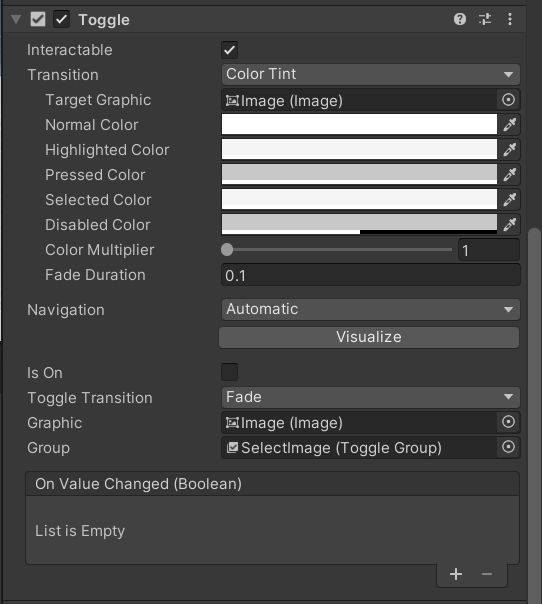 Toggle
Interactable
Transition Color Tint
Target Graphic Image (Image)
Normal Color
Highlighted Color
Pressed Color
Selected Color
Disabled Color
Color Multiplier 1
Fade Duration 0.1
Navigation Automatic
Visualize
Is On
Toggle Transition Fade
Graphic Image (Image)
Group SelectImage (Toggle Group)
On Value Changed (Boolean)
List is Empty